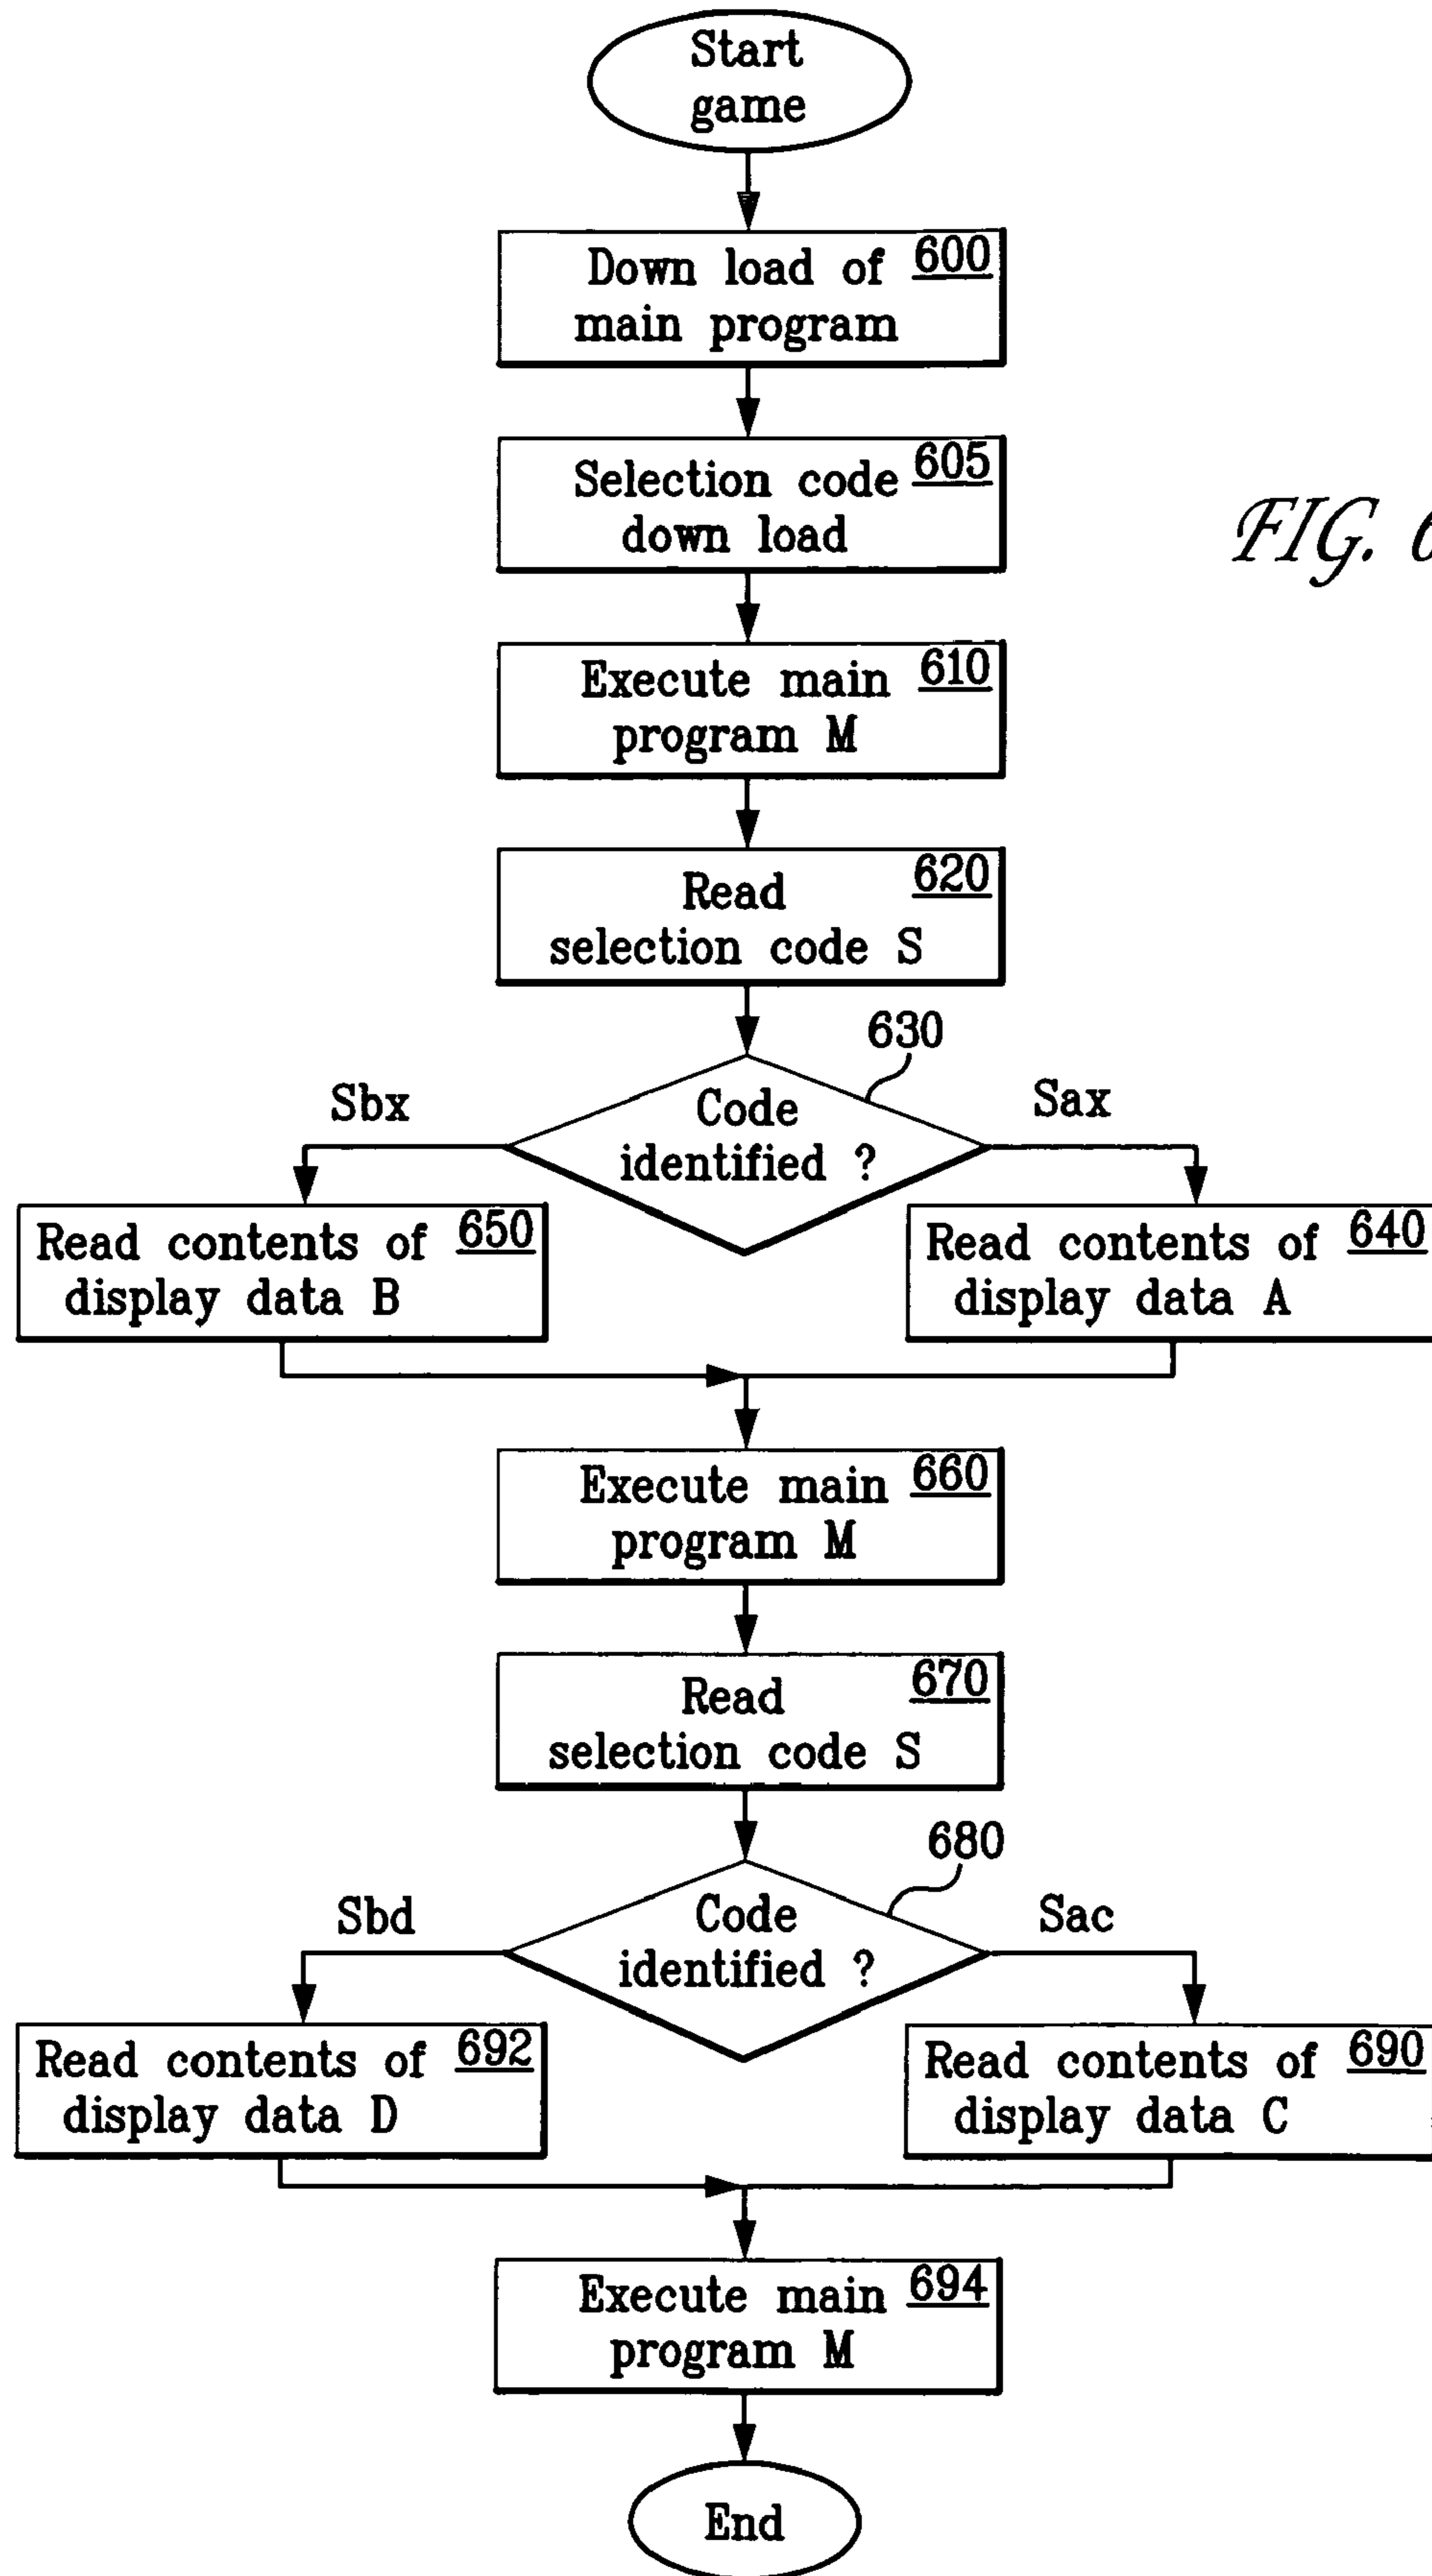 Start
game
Down load of 600
main program
Selection code 605
down load
FIG. 6
Execute main 610
program M
Read 620
selection code S
630
Sbx
Code
identified ?
Sax
Read contents of 650
display data B
Read contents of 640
display data A
Execute main 660
program M
Read 670
selection code S
680
Sbd
Code
identified ?
Sac
Read contents of 692
display data D
Read contents of 690
display data C
Execute main 694
program M
End